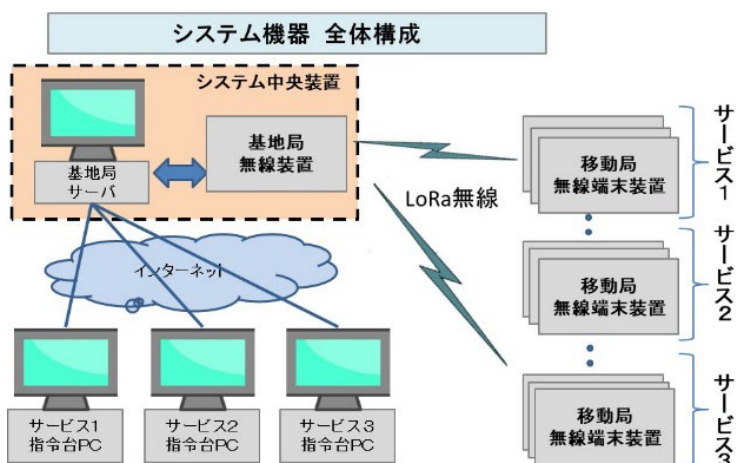 システム機器 全体構成
システム中央装置
基地局
サーバ
基地局
無線装置
LoRa無線
移動局
無線端末装置
サービス1
移動局
無線端末装置
サービス2
移動局
無線端末装置
サービス3
インターネット
サービス1
指令台PC
サービス2
指令台PC
サービス3
指令台PC